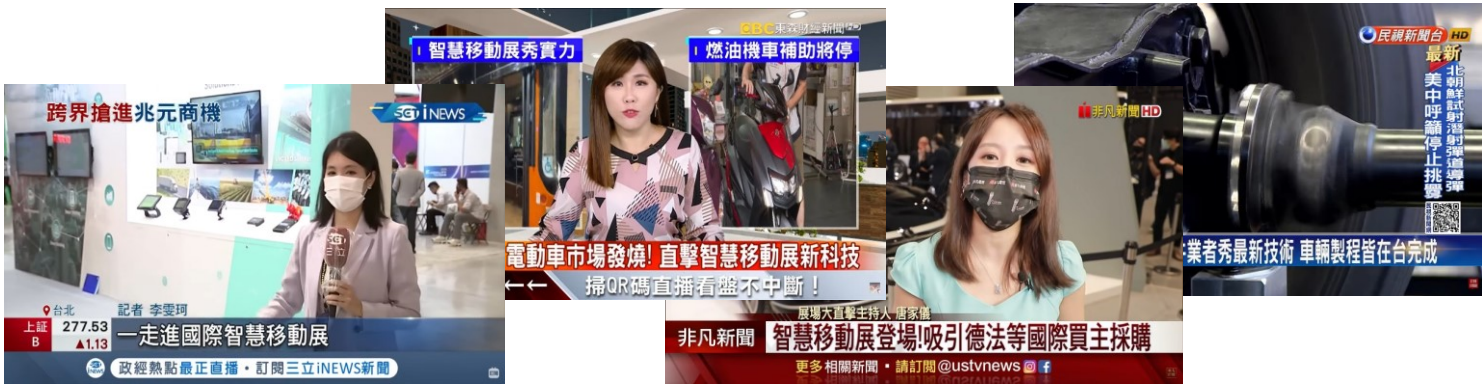 跨界搶進兆元商機
SETiNEWS
台北
記者 李雯珂
上証
B
277.53
▲1.13
一走進國際智慧移動展
政經熱點最正直播・訂閱三立iNEWS新聞
EBC 東森財經新聞
智慧移動展秀實力
燃油機車補助將停
電動車市場發燒!直擊智慧移動展新科技
←← 掃QR碼直播看盤不中斷!
非凡新聞HD
展場大直擊主持人 唐家儀
非凡新聞
智慧移動展登場!吸引德法等國際買主採購
更多相關新聞・請訂閱@ustvnews
民視新聞台 HD
最新
北朝鮮試射潛射彈道導彈
美中呼籲停止挑釁
業者秀最新技術 車輛製程皆在台完成